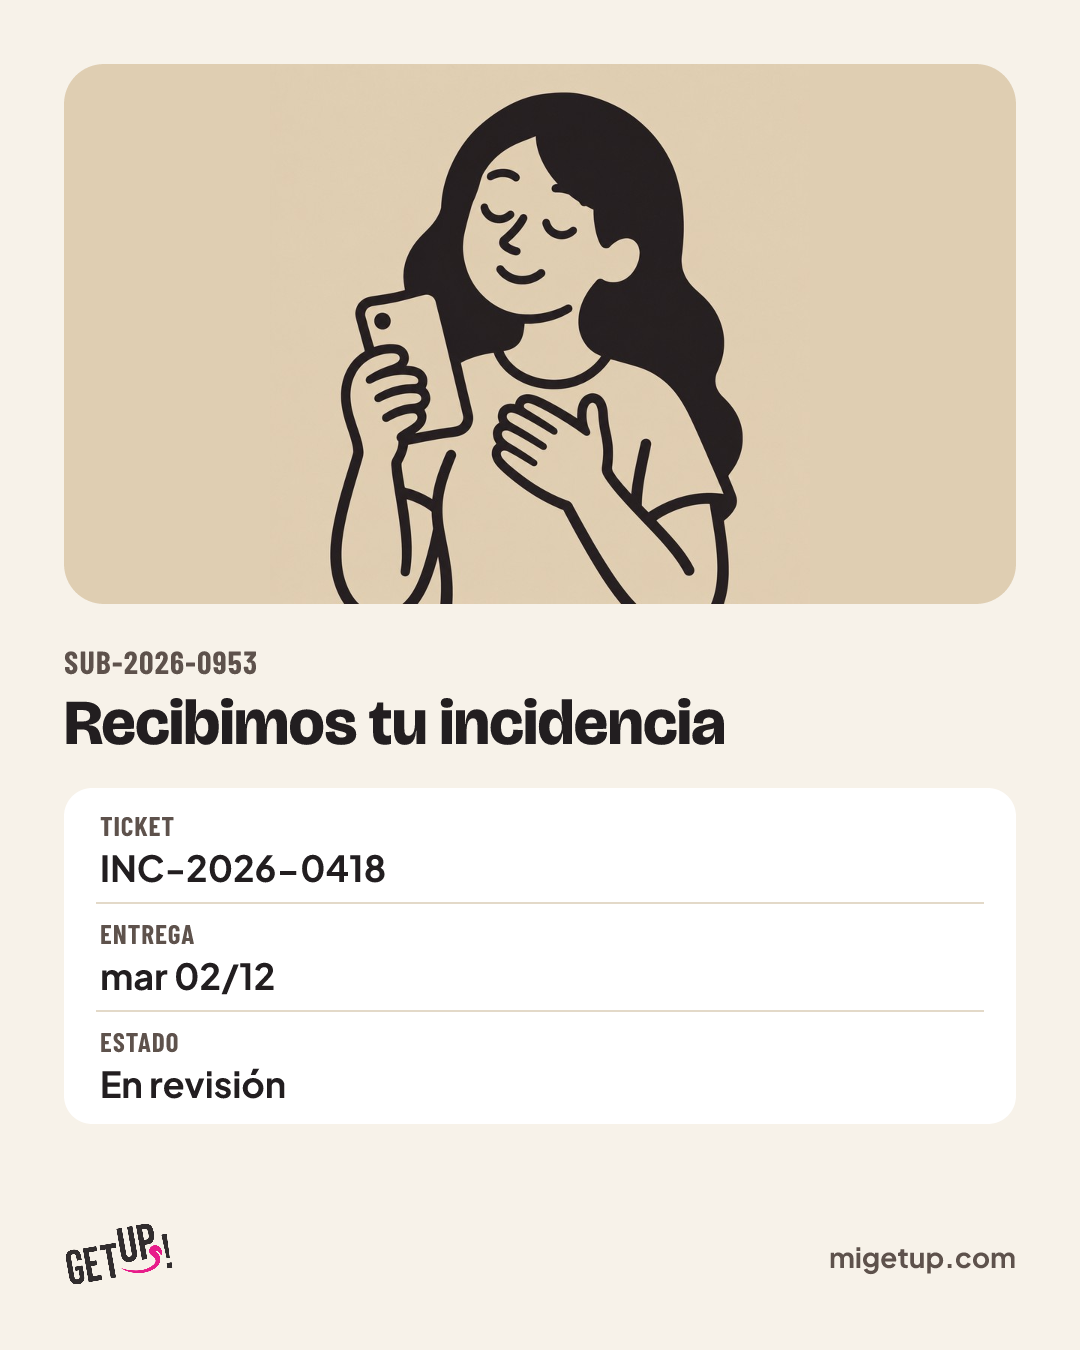 SUB-2026-0953
Recibimos tu incidencia
TICKET
INC-2026-0418
ENTREGA
mar 02/12
ESTADO
En revisión
GETUP!
migetup.com